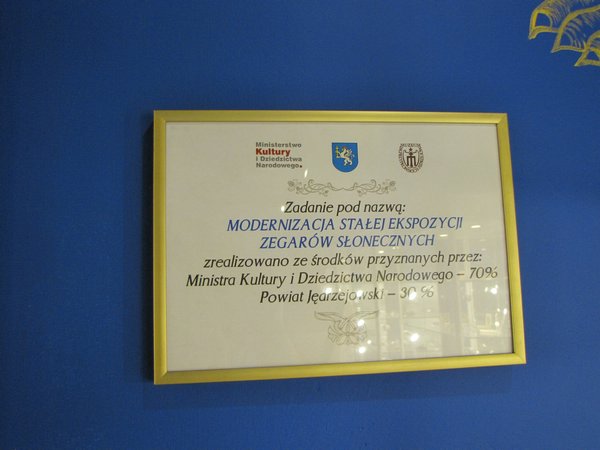 Ministerstwo
Kultury
i Dziedzictwa
Narodowego.
Zadanie pod nazwą:
MODERNIZACJA STAŁEJ EKSPOZYCJI
ZEGARÓW SŁONECZNYCH
zrealizowano ze środków przyznanych przez:
Ministra Kultury i Dziedzictwa Narodowego – 70%
Powiat Jędrzejowski – 30 %